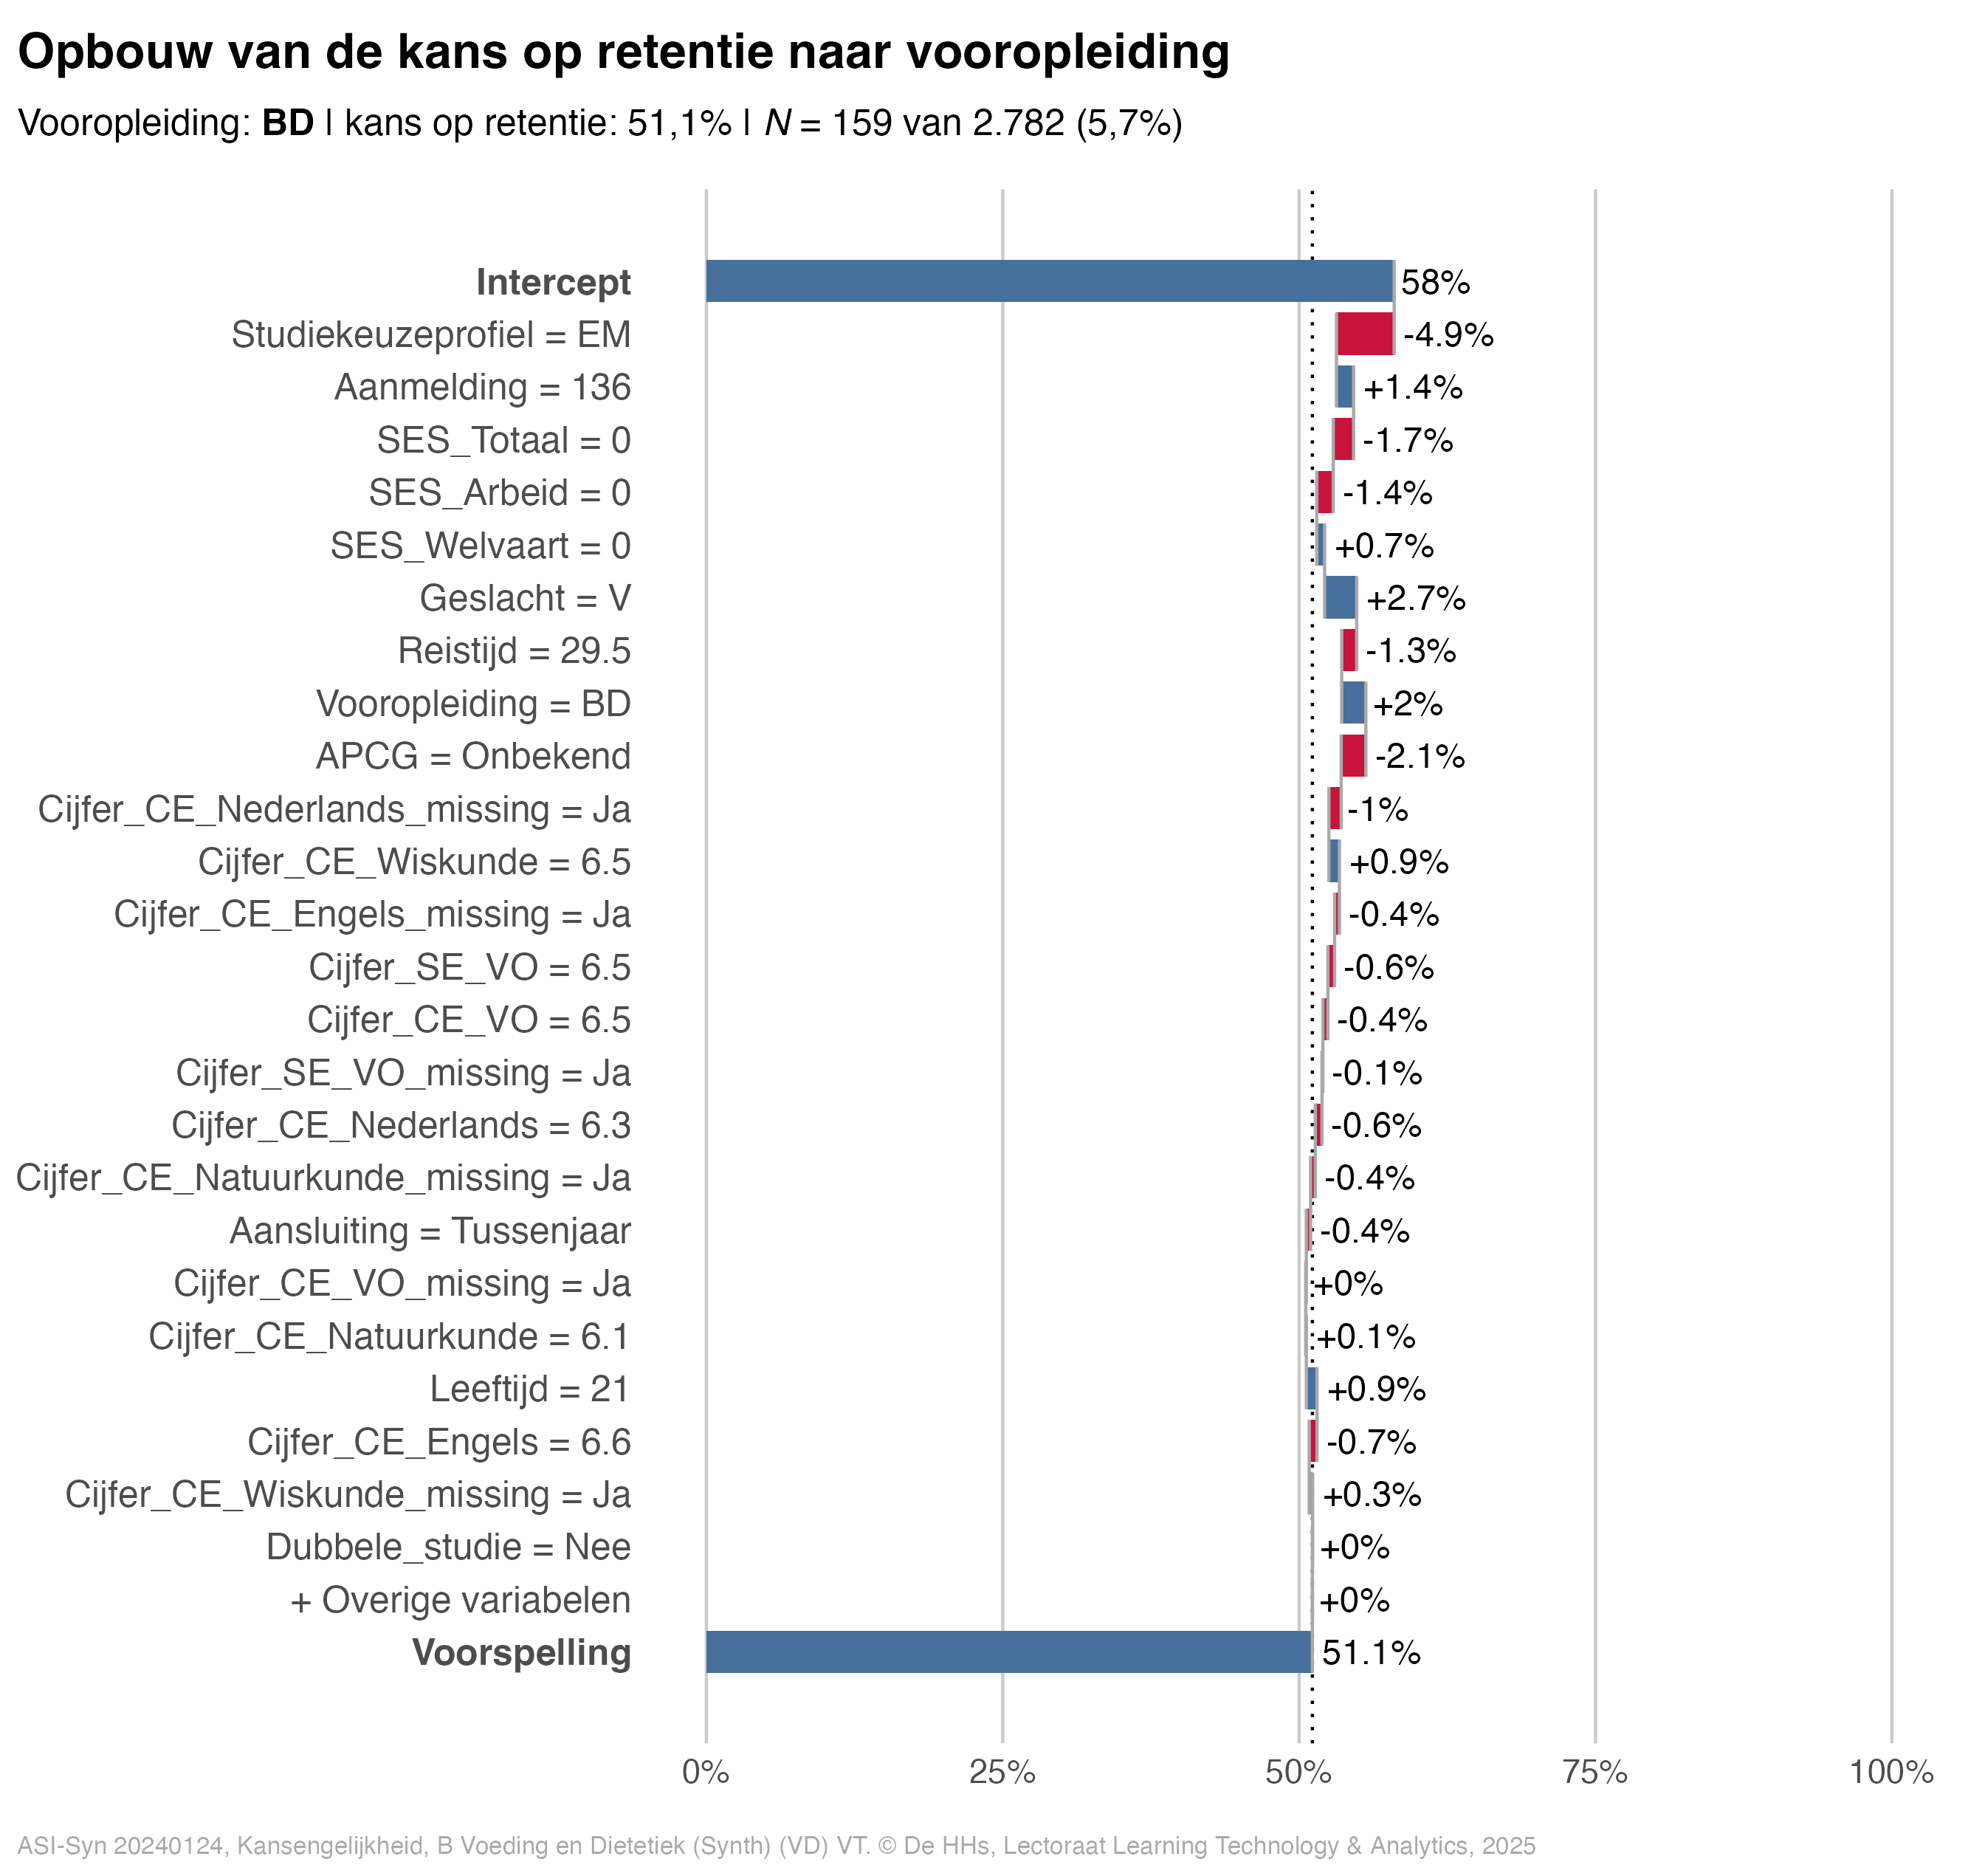 Opbouw van de kans op retentie naar vooropleiding
Vooropleiding: BD | kans op retentie: 51,1% | N = 159 van 2.782 (5,7%)
Intercept 58%
Studiekeuzeprofiel = EM -4.9%
Aanmelding = 136 +1.4%
SES_Totaal = 0 -1.7%
SES_Arbeid = 0 -1.4%
SES_Welvaart = 0 +0.7%
Geslacht = V +2.7%
Reistijd = 29.5 -1.3%
Vooropleiding = BD +2%
APCG = Onbekend -2.1%
Cijfer_CE_Nederlands_missing = Ja -1%
Cijfer_CE_Wiskunde = 6.5 +0.9%
Cijfer_CE_Engels_missing = Ja -0.4%
Cijfer_SE_VO = 6.5 -0.6%
Cijfer_CE_VO = 6.5 -0.4%
Cijfer_SE_VO_missing = Ja -0.1%
Cijfer_CE_Nederlands = 6.3 -0.6%
Cijfer_CE_Natuurkunde_missing = Ja -0.4%
Aansluiting = Tussenjaar -0.4%
Cijfer_CE_VO_missing = Ja +0%
Cijfer_CE_Natuurkunde = 6.1 +0.1%
Leeftijd = 21 +0.9%
Cijfer_CE_Engels = 6.6 -0.7%
Cijfer_CE_Wiskunde_missing = Ja +0.3%
Dubbele_studie = Nee +0%
+ Overige variabelen +0%
Voorspelling 51.1%
0% 25% 50% 75% 100%
ASI-Syn 20240124, Kansengelijkheid, B Voeding en Dietetiek (Synth) (VD) VT. © De HHs, Lectoraat Learning Technology & Analytics, 2025